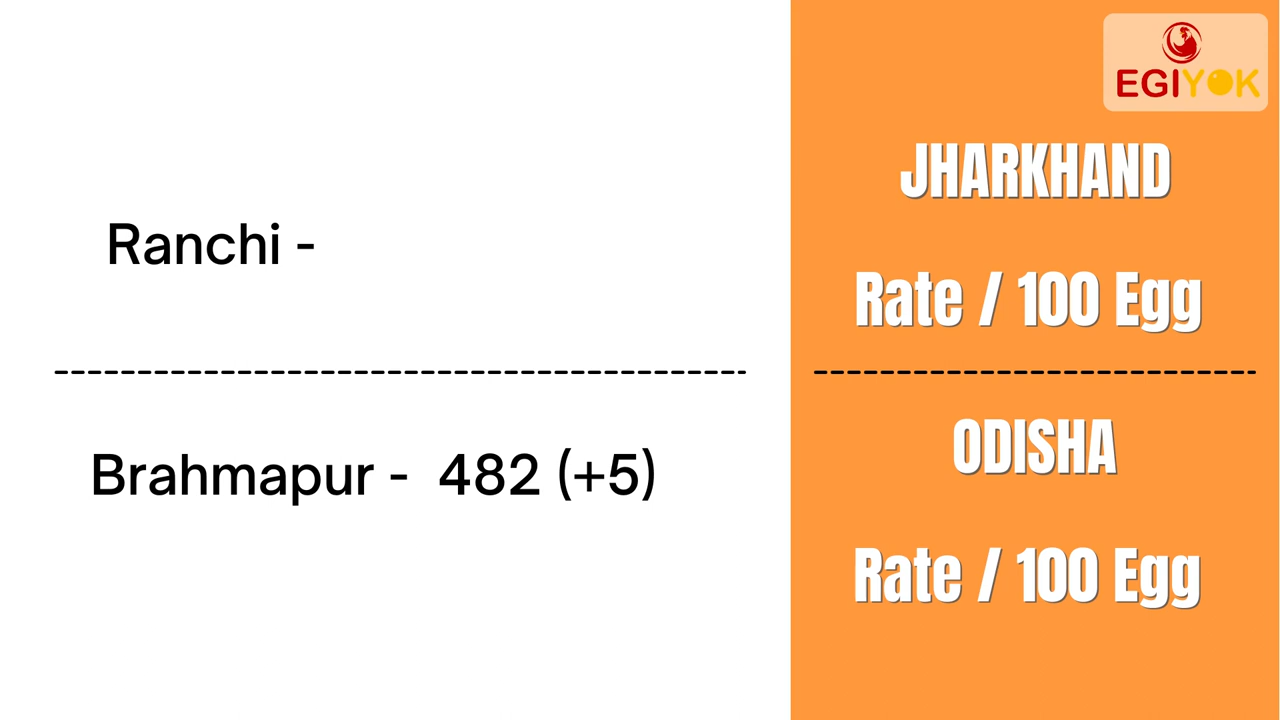 EGIYOK
JHARKHAND
Ranchi -
Rate / 100 Egg
ODISHA
Brahmapur - 482 (+5)
Rate / 100 Egg